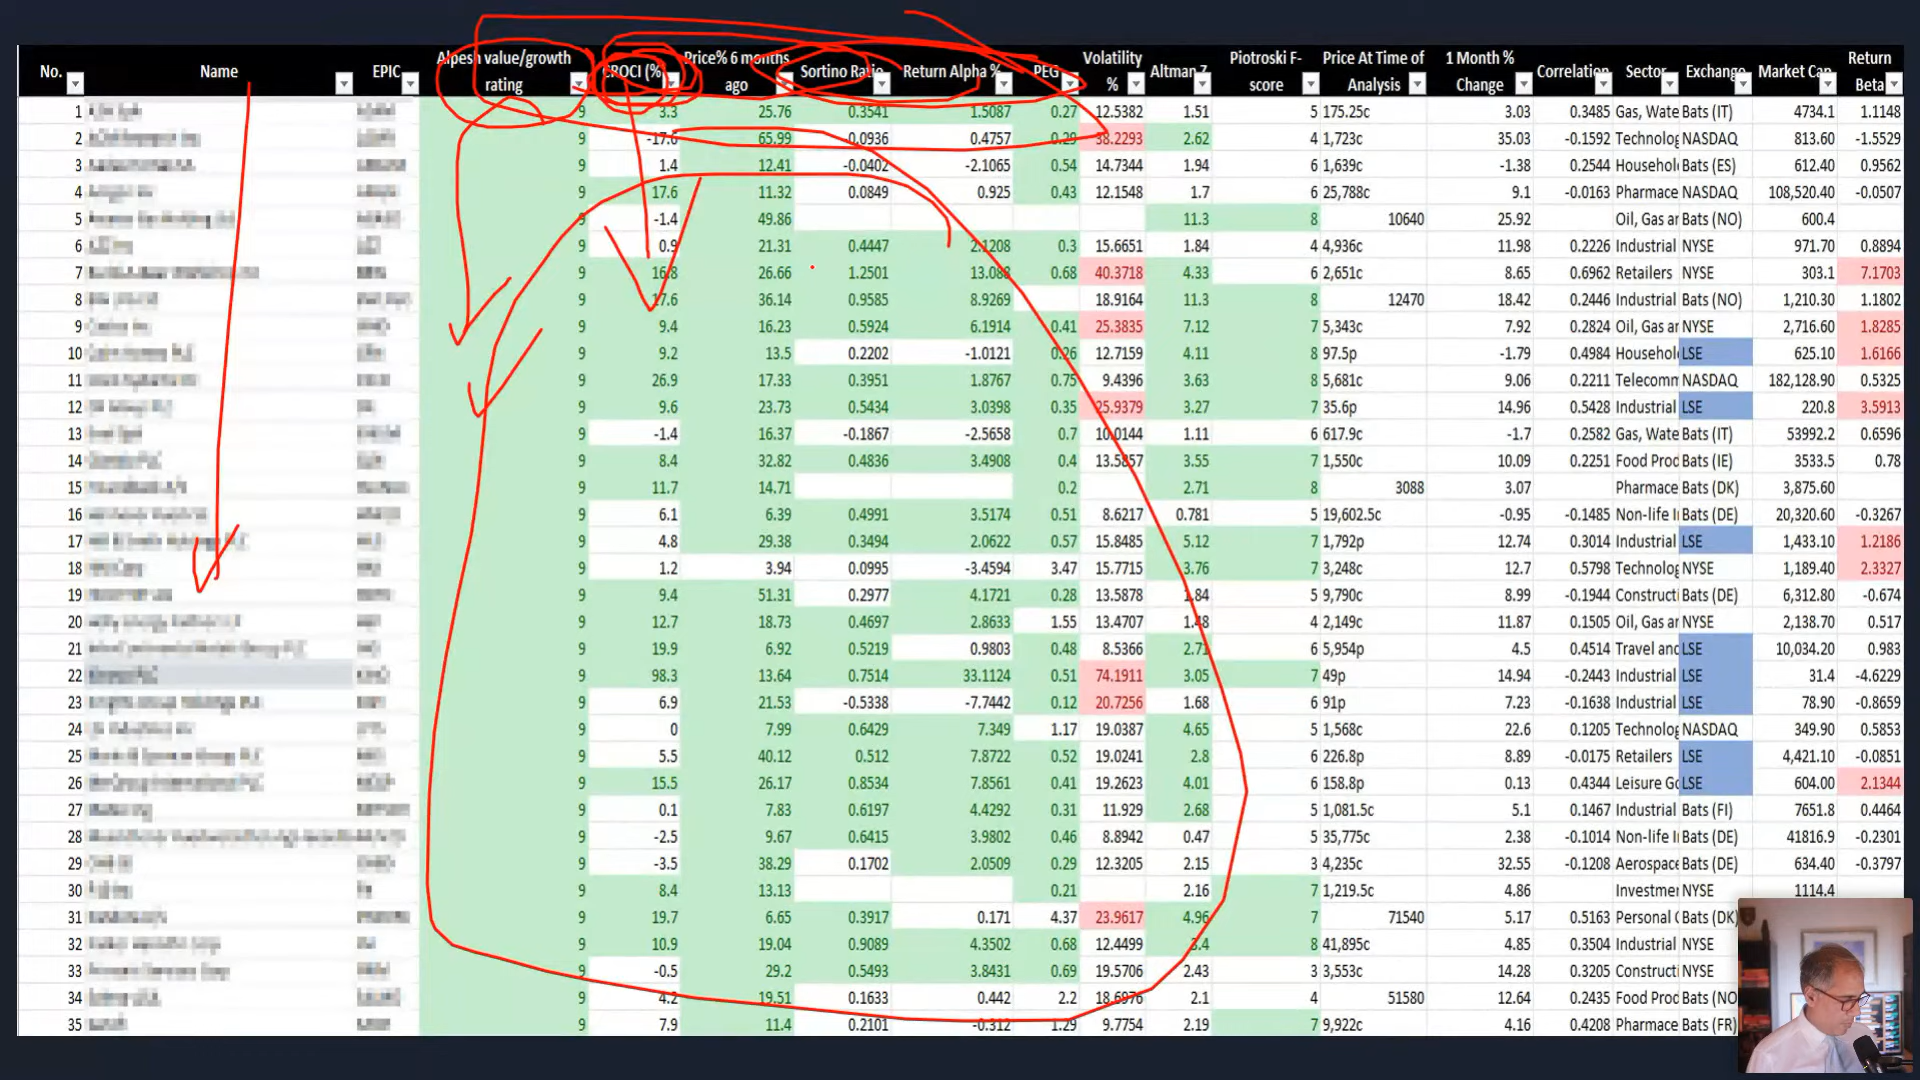 No. Name EPIC Alpesh value/growth rating CROCI (% Price% 6 months ago Sortino Ratio Return Alpha % PEG Volatility % Altman Z Piotroski F-score Price At Time of Analysis 1 Month % Change Correlation Sector Exchange Market Cap Return Beta
1 9 3.3 25.76 0.3541 1.5087 0.27 12.5382 1.51 5 175.25c 3.03 0.3485 Gas, Wate Bats (IT) 4734.1 1.1148
2 9 -17.6 65.99 0.0936 0.4757 0.29 38.2293 2.62 4 1,723c 35.03 -0.1592 Technolog NASDAQ 813.60 -1.5529
3 9 1.4 12.41 -0.0402 -2.1065 0.54 14.7344 1.94 6 1,639c -1.38 0.2544 Househol Bats (ES) 612.40 0.9562
4 9 17.6 11.32 0.0849 0.925 0.43 12.1548 1.7 6 25,788c 9.1 -0.0163 Pharmace NASDAQ 108,520.40 -0.0507
5 9 -1.4 49.86 11.3 8 10640 25.92 Oil, Gas ar Bats (NO) 600.4
6 9 0.9 21.31 0.4447 2.1208 0.3 15.6651 1.84 4 4,936c 11.98 0.2226 Industrial NYSE 971.70 0.8894
7 9 16.8 26.66 1.2501 13.088 0.68 40.3718 4.33 6 2,651c 8.65 0.6962 Retailers NYSE 303.1 7.1703
8 9 17.6 36.14 0.9585 8.9269 18.9164 11.3 8 12470 18.42 0.2446 Industrial Bats (NO) 1,210.30 1.1802
9 9 9.4 16.23 0.5924 6.1914 0.41 25.3835 7.12 7 5,343c 7.92 0.2824 Oil, Gas ar NYSE 2,716.60 1.8285
10 9 9.2 13.5 0.2202 -1.0121 0.26 12.7159 4.11 8 97.5p -1.79 0.4984 Househol LSE 625.10 1.6166
11 9 26.9 17.33 0.3951 1.8767 0.75 9.4396 3.63 8 5,681c 9.06 0.2211 Telecomm NASDAQ 182,128.90 0.5325
12 9 9.6 23.73 0.5434 3.0398 0.35 25.9379 3.27 7 35.6p 14.96 0.5428 Industrial LSE 220.8 3.5913
13 9 -1.4 16.37 -0.1867 -2.5658 0.7 10.0144 1.11 6 617.9c -1.7 0.2582 Gas, Wate Bats (IT) 53992.2 0.6596
14 9 8.4 32.82 0.4836 3.4908 0.4 13.5857 3.55 7 1,550c 10.09 0.2251 Food Prod Bats (IE) 3533.5 0.78
15 9 11.7 14.71 0.2 2.71 8 3088 3.07 Pharmace Bats (DK) 3,875.60
16 9 6.1 6.39 0.4991 3.5174 0.51 8.6217 0.781 5 19,602.5c -0.95 -0.1485 Non-life I Bats (DE) 20,320.60 -0.3267
17 9 4.8 29.38 0.3494 2.0622 0.57 15.8485 5.12 7 1,792p 12.74 0.3014 Industrial LSE 1,433.10 1.2186
18 9 1.2 3.94 0.0995 -3.4594 3.47 15.7715 3.76 7 3,248c 12.7 0.5798 Technolog NYSE 1,189.40 2.3327
19 9 9.4 51.31 0.2977 4.1721 0.28 13.5878 1.84 5 9,790c 8.99 -0.1944 Constructi Bats (DE) 6,312.80 -0.674
20 9 12.7 18.73 0.4697 2.8633 1.55 13.4707 1.48 4 2,149c 11.87 0.1505 Oil, Gas ar NYSE 2,138.70 0.517
21 9 19.9 6.92 0.5219 0.9803 0.48 8.5366 2.71 6 5,954p 4.5 0.4514 Travel and LSE 10,034.20 0.983
22 9 98.3 13.64 0.7514 33.1124 0.51 74.1911 3.05 7 49p 14.94 -0.2443 Industrial LSE 31.4 -4.6229
23 9 6.9 21.53 -0.5338 -7.7442 0.12 20.7256 1.68 6 91p 7.23 -0.1638 Industrial LSE 78.90 -0.8659
24 9 0 7.99 0.6429 7.349 1.17 19.0387 4.65 5 1,568c 22.6 0.1205 Technolog NASDAQ 349.90 0.5853
25 9 5.5 40.12 0.512 7.8722 0.52 19.0241 2.8 6 226.8p 8.89 -0.0175 Retailers LSE 4,421.10 -0.0851
26 9 15.5 26.17 0.8534 7.8561 0.41 19.2623 4.01 6 158.8p 0.13 0.4344 Leisure Gc LSE 604.00 2.1344
27 9 0.1 7.83 0.6197 4.4292 0.31 11.929 2.68 5 1,081.5c 5.1 0.1467 Industrial Bats (FI) 7651.8 0.4464
28 9 -2.5 9.67 0.6415 3.9802 0.46 8.8942 0.47 5 35,775c 2.38 -0.1014 Non-life I Bats (DE) 41816.9 -0.2301
29 9 -3.5 38.29 0.1702 2.0509 0.29 12.3205 2.15 3 4,235c 32.55 -0.1208 Aerospace Bats (DE) 634.40 -0.3797
30 9 8.4 13.13 0.21 2.16 7 1,219.5c 4.86 Investmer NYSE 1114.4
31 9 19.7 6.65 0.3917 0.171 4.37 23.9617 4.96 7 71540 5.17 0.5163 Personal C Bats (DK)
32 9 10.9 19.04 0.9089 4.3502 0.68 12.4499 3.4 8 41,895c 4.85 0.3504 Industrial NYSE
33 9 -0.5 29.2 0.5493 3.8431 0.69 19.5706 2.43 3 3,553c 14.28 0.3205 Constructi NYSE
34 9 4.2 19.51 0.1633 0.442 2.2 18.6976 2.1 4 51580 12.64 0.2435 Food Prod Bats (NO
35 9 7.9 11.4 0.2101 -0.312 1.29 9.7754 2.19 7 9,922c 4.16 0.4208 Pharmace Bats (FR)